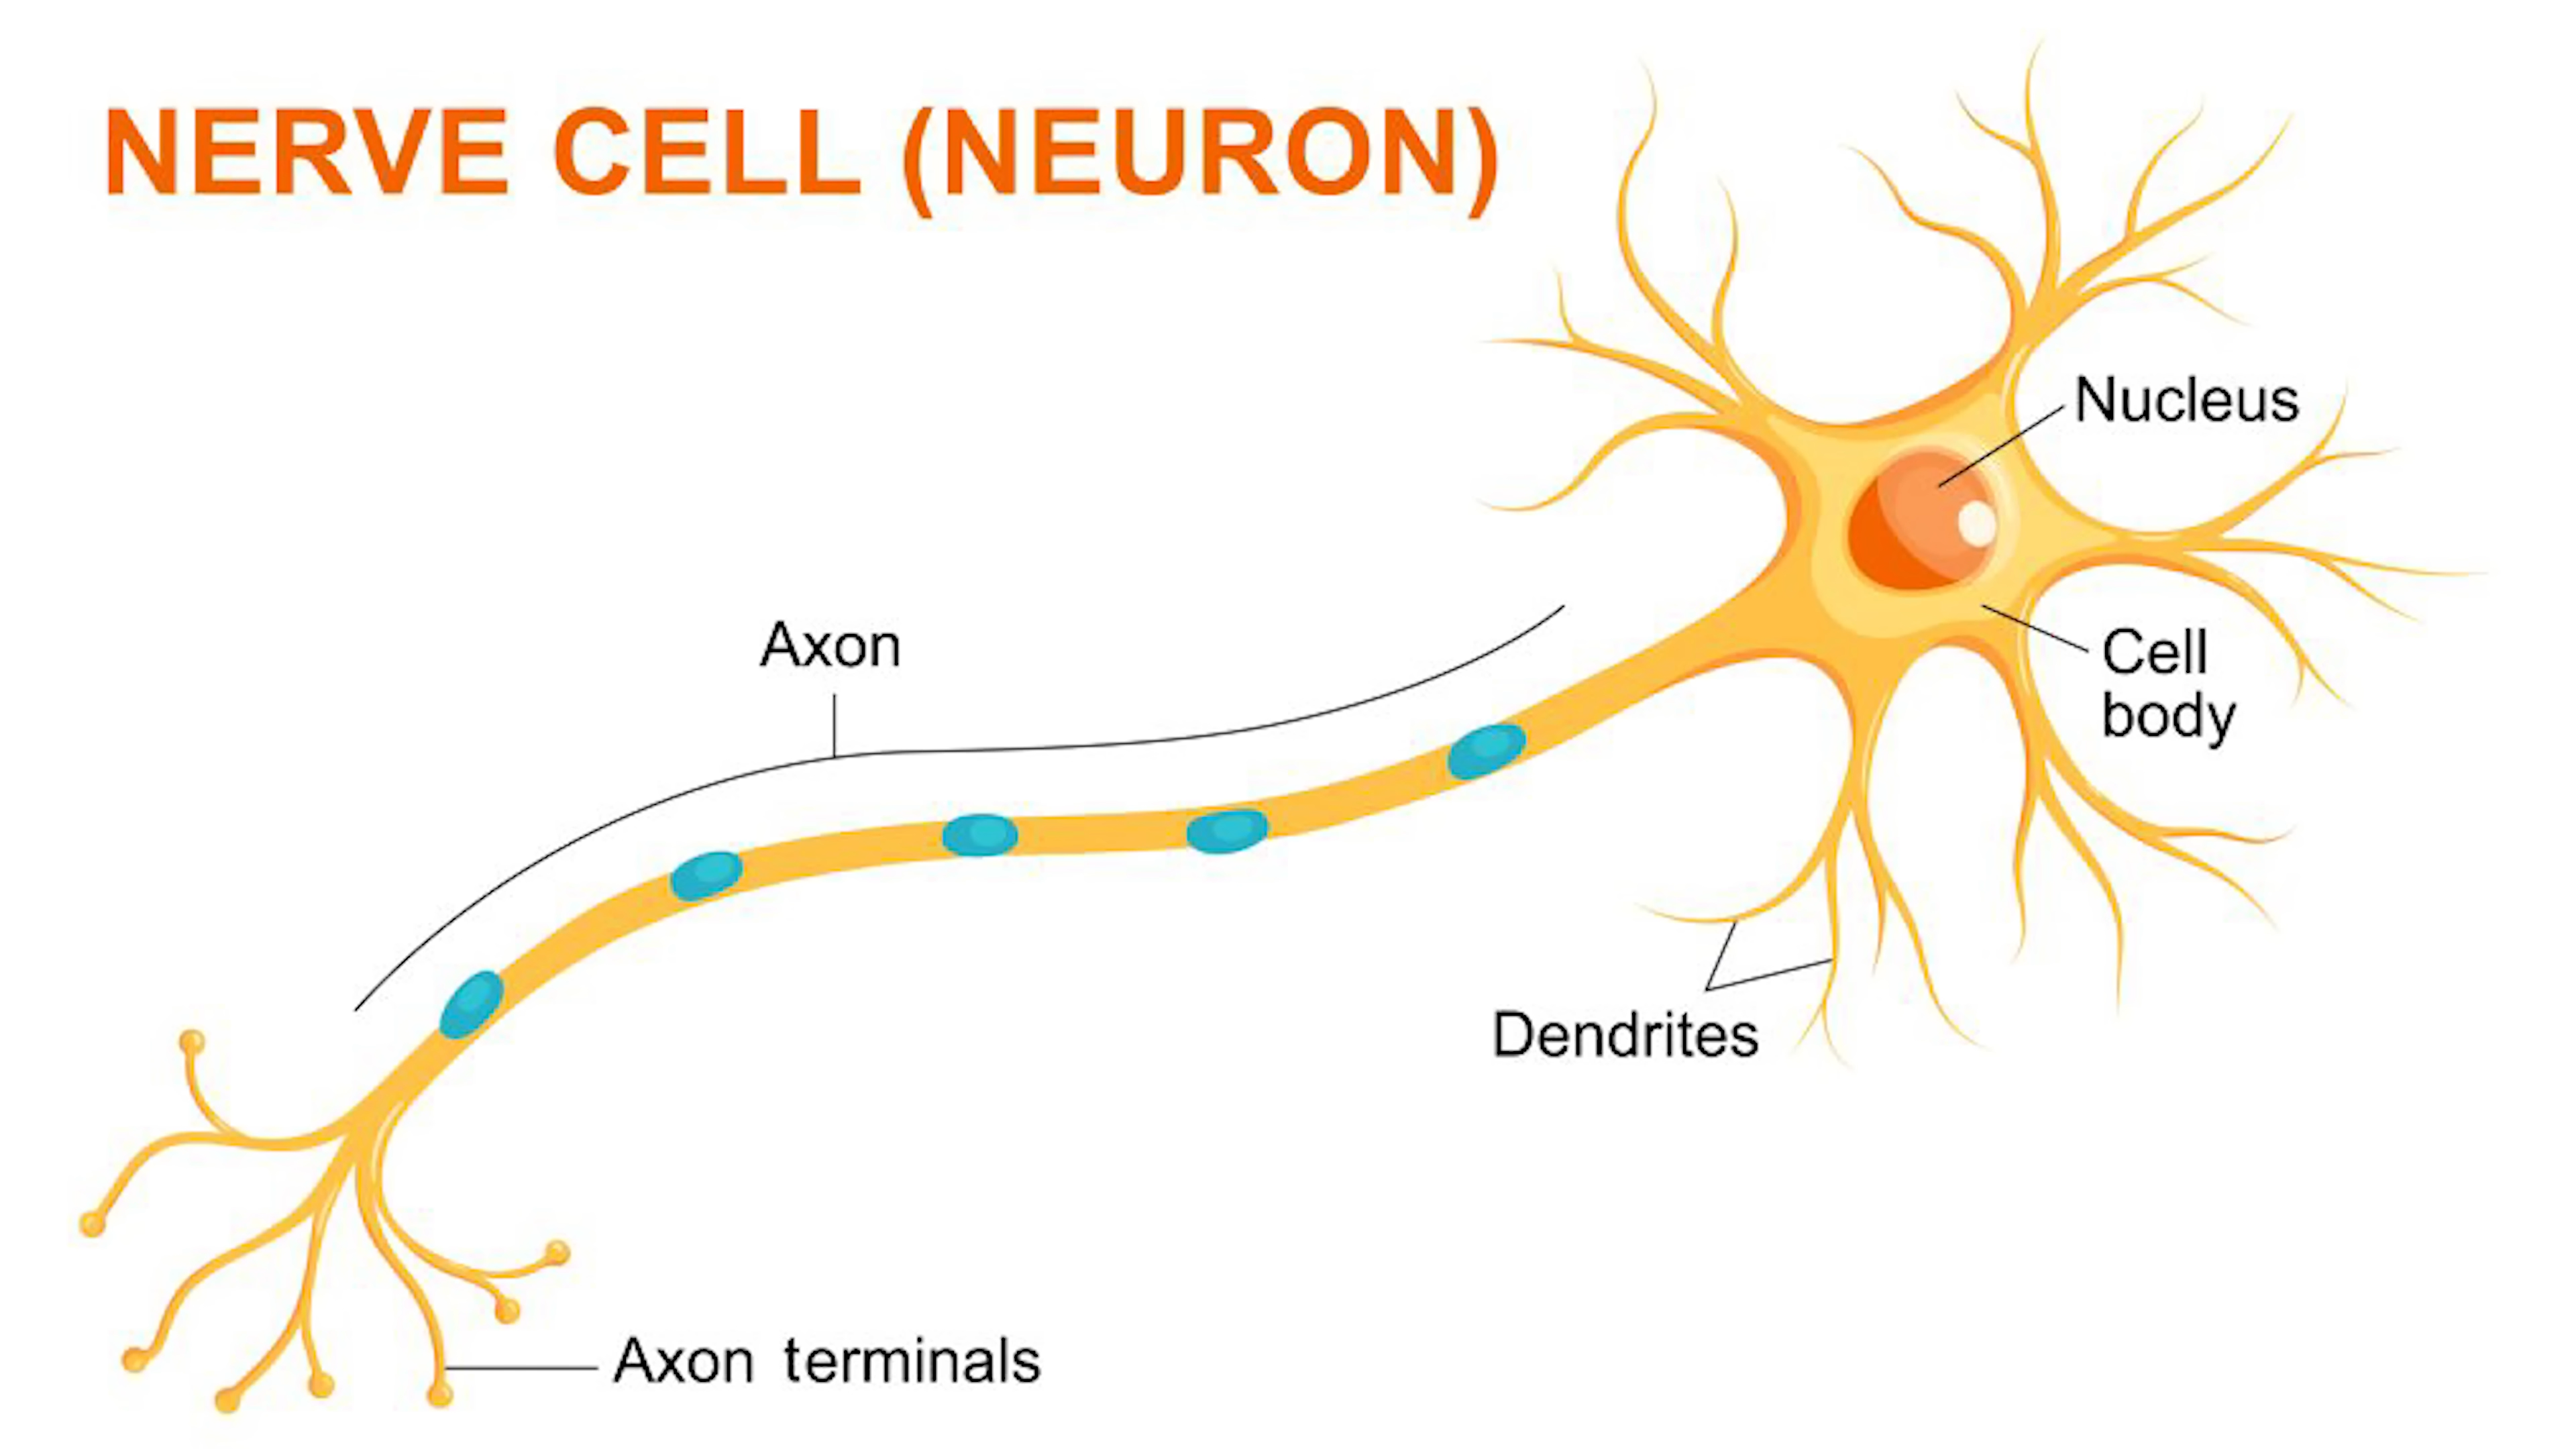 NERVE CELL (NEURON)
Nucleus
Axon
Cell
body
Dendrites
Axon terminals